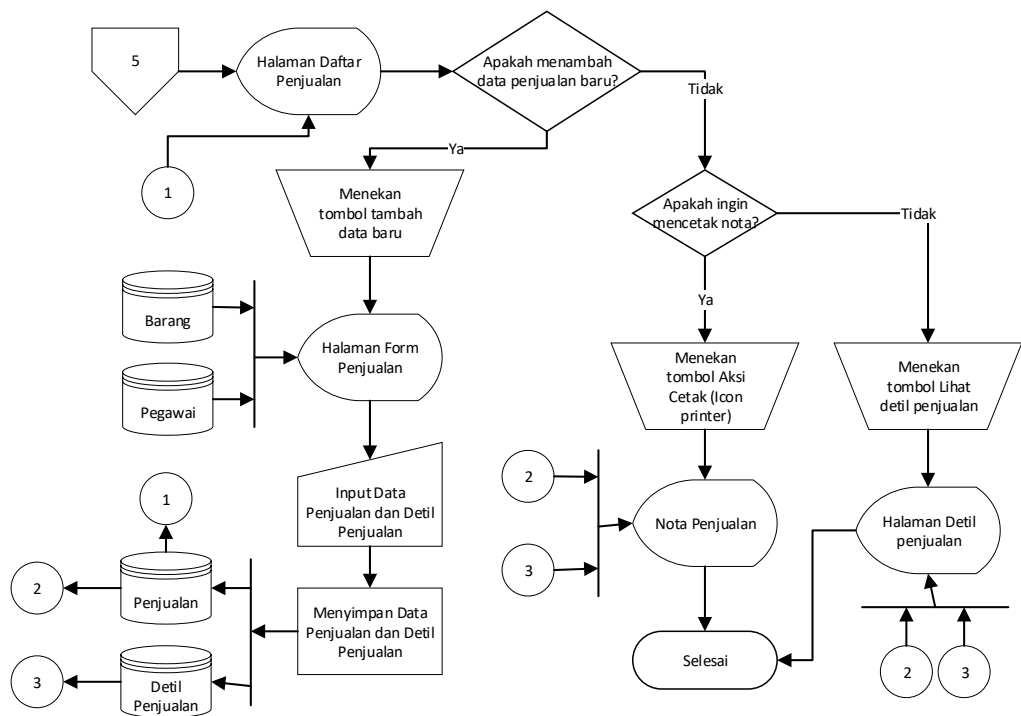 5
Halaman Daftar
Penjualan
Apakah menambah
data penjualan baru?
Tidak
Ya
1
Menekan
tombol tambah
data baru
Apakah ingin
mencetak nota?
Tidak
Ya
Barang
Pegawai
Halaman Form
Penjualan
Menekan
tombol Aksi
Cetak (Icon
printer)
Menekan
tombol Lihat
detil penjualan
1
Input Data
Penjualan dan Detil
Penjualan
2
3
Nota Penjualan
Halaman Detil
penjualan
2
Penjualan
Menyimpan Data
Penjualan dan Detil
Penjualan
3
Detil
Penjualan
Selesai
2
3